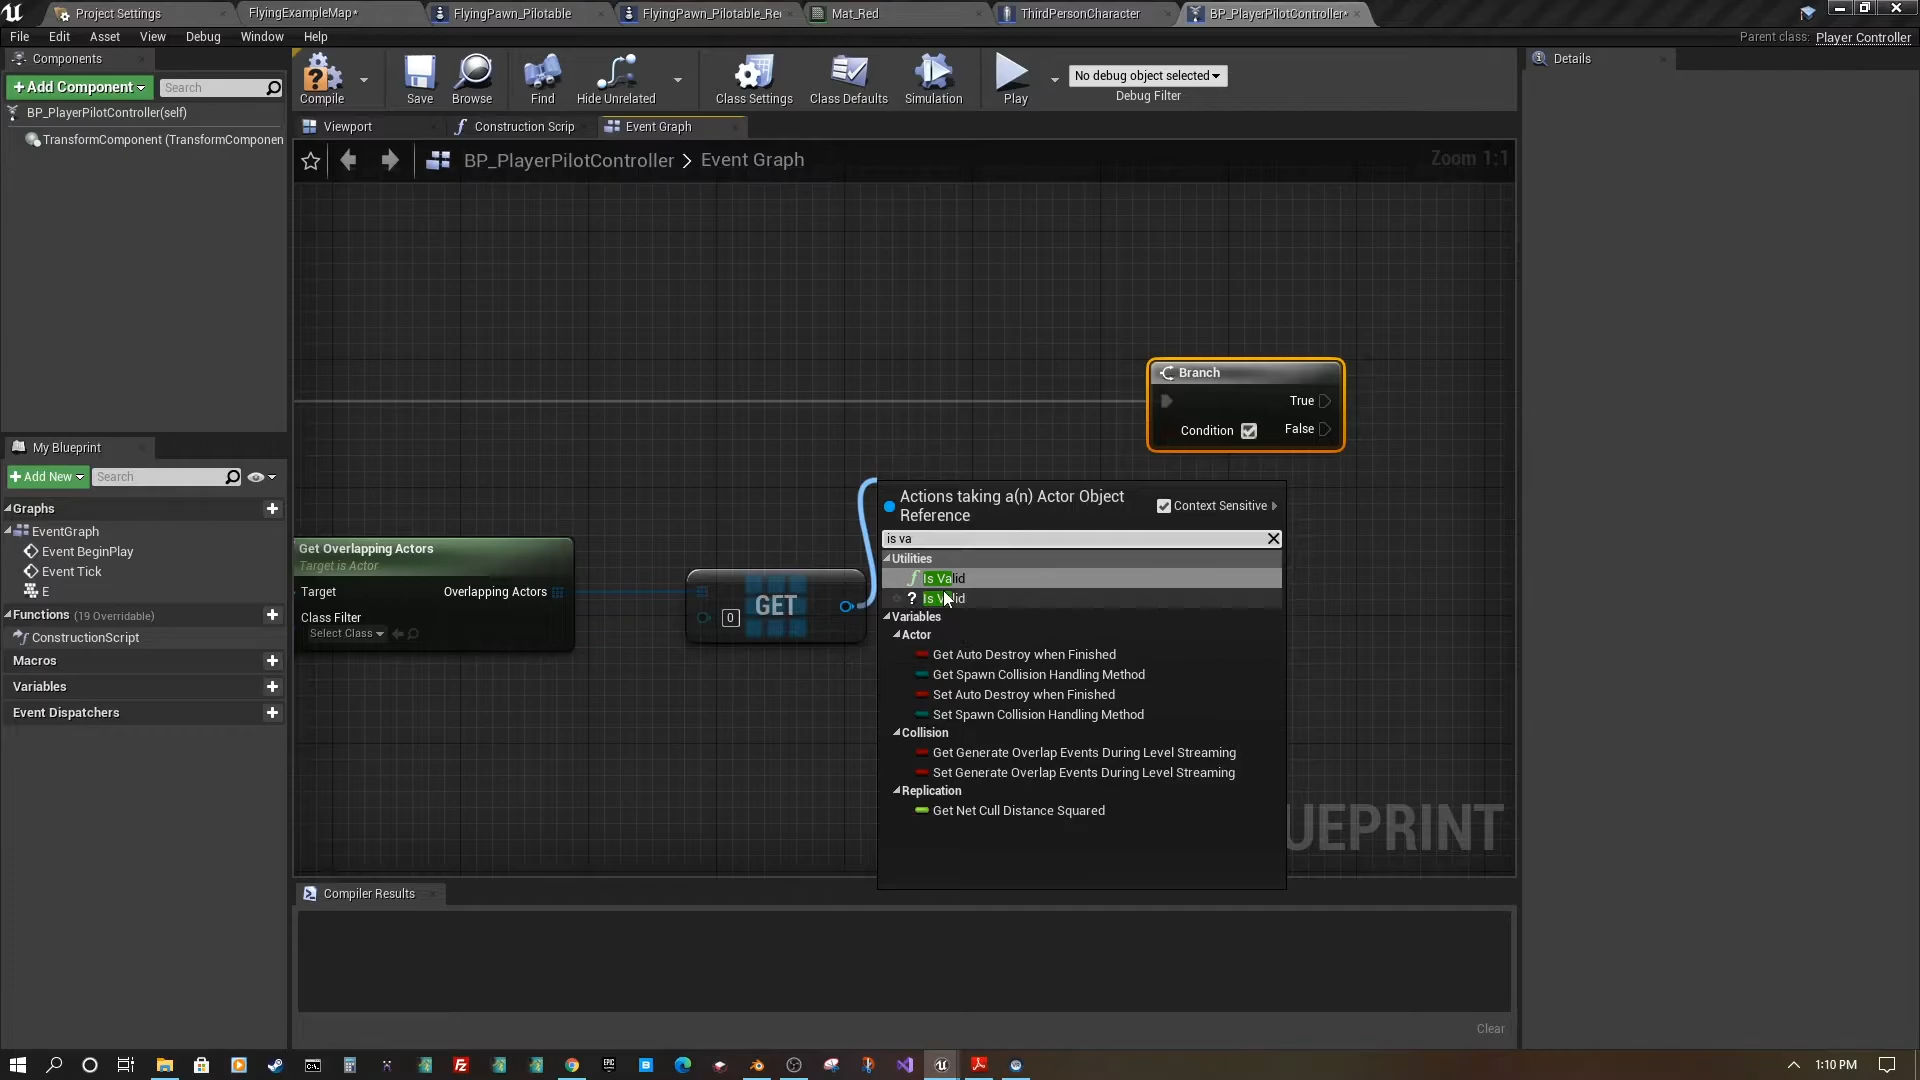 Project Settings
FlyingExampleMap*
FlyingPawn_Pilotable
FlyingPawn_Pilotable_Re
Mat_Red
ThirdPersonCharacter
BP_PlayerPilotController*
File Edit Asset View Debug Window Help
Parent class: Player Controller
Components
+Add Component
Search
BP_PlayerPilotController(self)
TransformComponent (TransformComponen
Compile
Save
Browse
Find
Hide Unrelated
Class Settings
Class Defaults
Simulation
Play
No debug object selected
Debug Filter
Details
Viewport
Construction Scrip
Event Graph
BP_PlayerPilotController > Event Graph
Zoom 1:1
My Blueprint
+Add New
Search
Graphs
EventGraph
Event BeginPlay
Event Tick
E
Functions (19 Overridable)
ConstructionScript
Macros
Variables
Event Dispatchers
Branch
True
Condition
False
Get Overlapping Actors
Target is Actor
Target
Overlapping Actors
Class Filter
Select Class
GET
0
Actions taking a(n) Actor Object
Reference
Context Sensitive
is va
Utilities
Is Valid
? Is Valid
Variables
Actor
Get Auto Destroy when Finished
Get Spawn Collision Handling Method
Set Auto Destroy when Finished
Set Spawn Collision Handling Method
Collision
Get Generate Overlap Events During Level Streaming
Set Generate Overlap Events During Level Streaming
Replication
Get Net Cull Distance Squared
UEPRINT
Compiler Results
Clear
1:10 PM